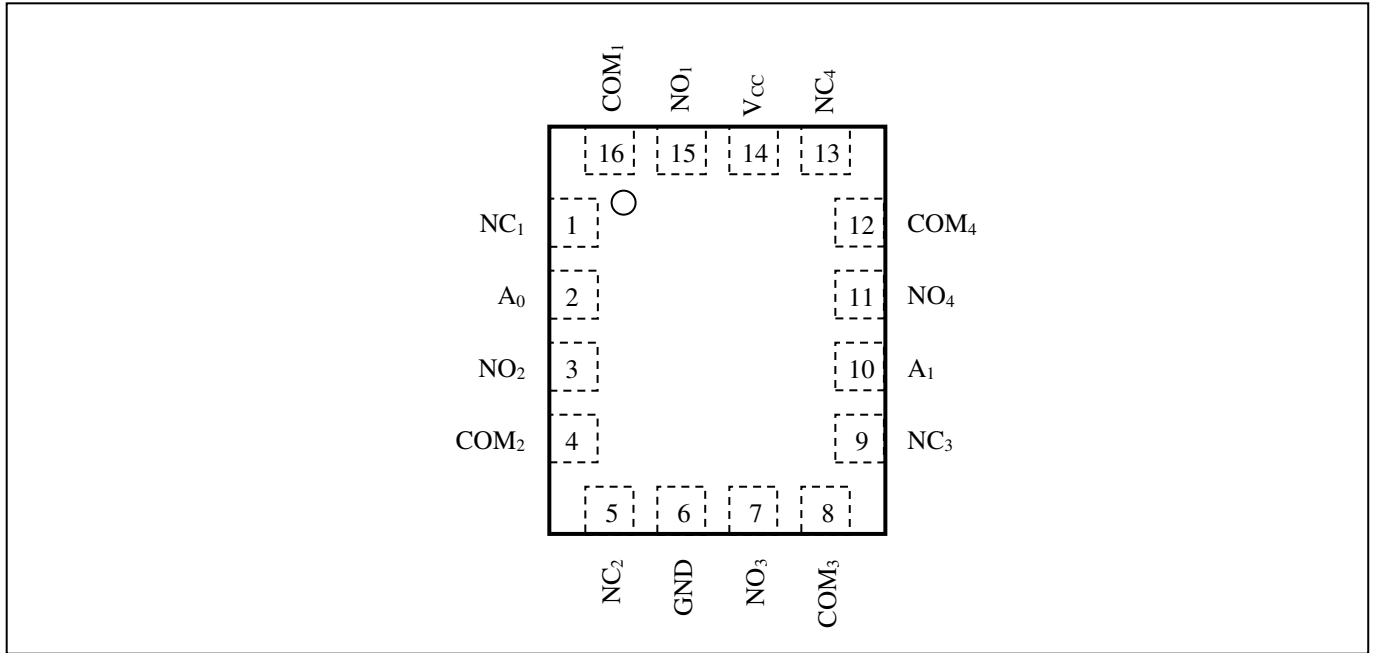 COM₁ NO₁ V_CC NC₄
16 15 14 13
NC₁ 1 12 COM₄
A₀ 2 11 NO₄
NO₂ 3 10 A₁
COM₂ 4 9 NC₃
5 6 7 8
NC₂ GND NO₃ COM₃